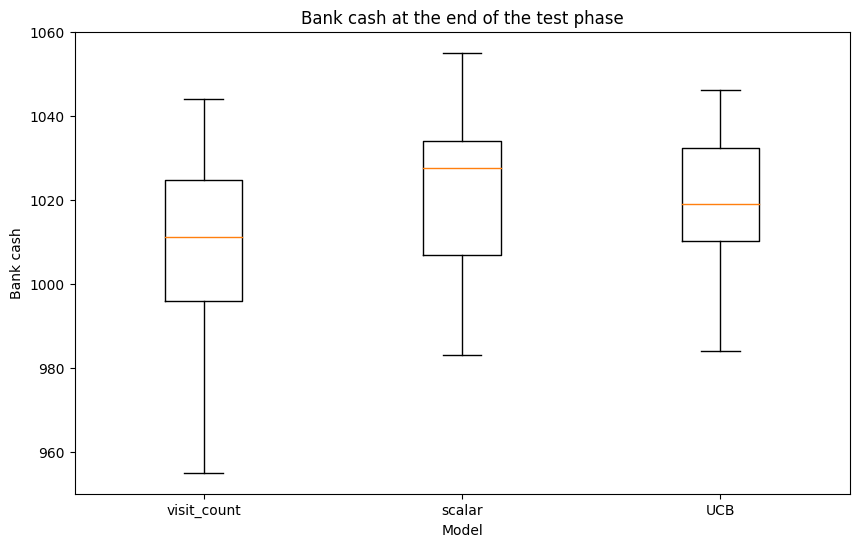 Bank cash at the end of the test phase
1060
1040
1020
1000
980
960
Bank cash
visit_count
scalar
UCB
Model